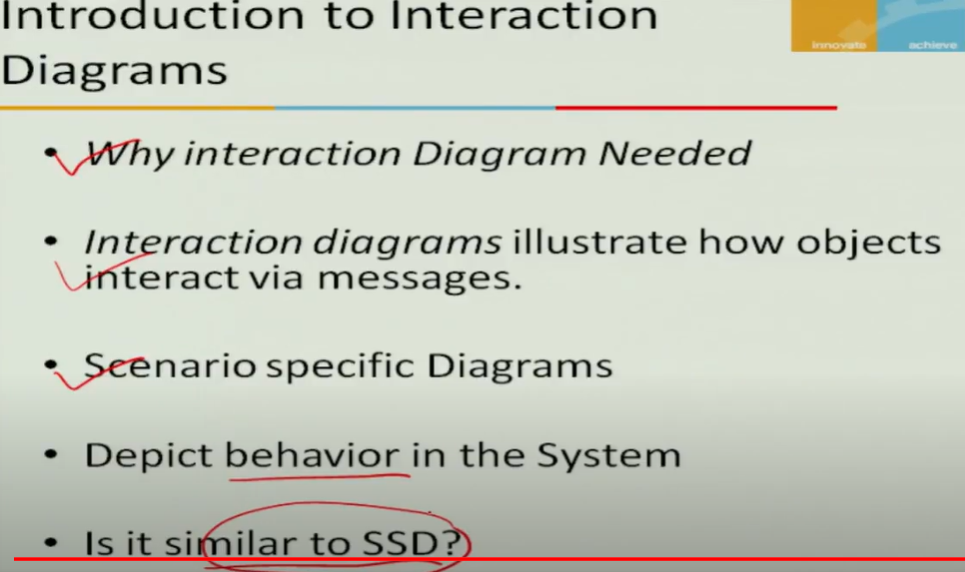 Introduction to Interaction
Diagrams
innovate achieve
• Why interaction Diagram Needed
• Interaction diagrams illustrate how objects
interact via messages.
• Scenario specific Diagrams
• Depict behavior in the System
• Is it similar to SSD?